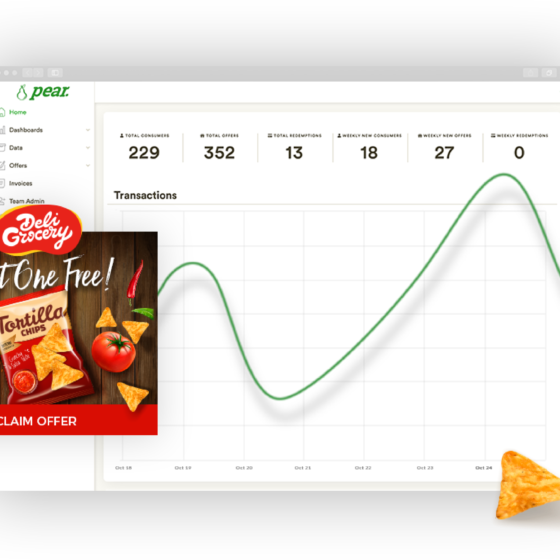 pear.
Home
Dashboards
Data
Offers
Invoices
Team Admin
TOTAL CONSUMERS
229
TOTAL OFFERS
352
TOTAL REDEMPTIONS
13
WEEKLY NEW CONSUMERS
18
WEEKLY NEW OFFERS
27
WEEKLY REDEMPTIONS
0
Transactions
Oct 18
Oct 19
Oct 20
Oct 21
Oct 22
Oct 23
Oct 24
Deli
Grocery
t One Free!
Tortilla
CHIPS
CLAIM OFFER